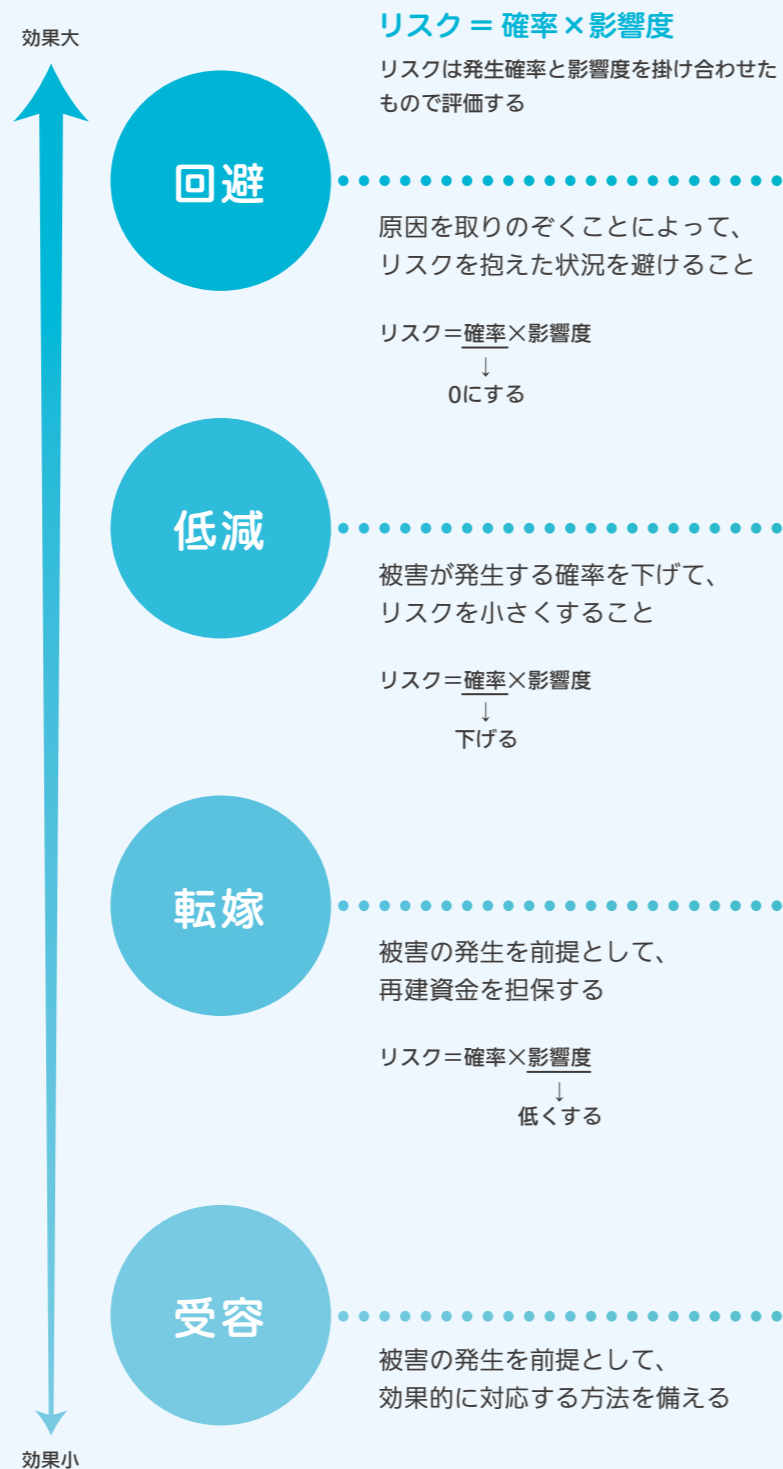 効果大
リスク = 確率×影響度
リスクは発生確率と影響度を掛け合わせた
もので評価する
回避
原因を取りのぞくことによって、
リスクを抱えた状況を避けること
リスク＝確率×影響度
↓
0にする
低減
被害が発生する確率を下げて、
リスクを小さくすること
リスク＝確率×影響度
↓
下げる
転嫁
被害の発生を前提として、
再建資金を担保する
リスク＝確率×影響度
↓
低くする
受容
被害の発生を前提として、
効果的に対応する方法を備える
効果小